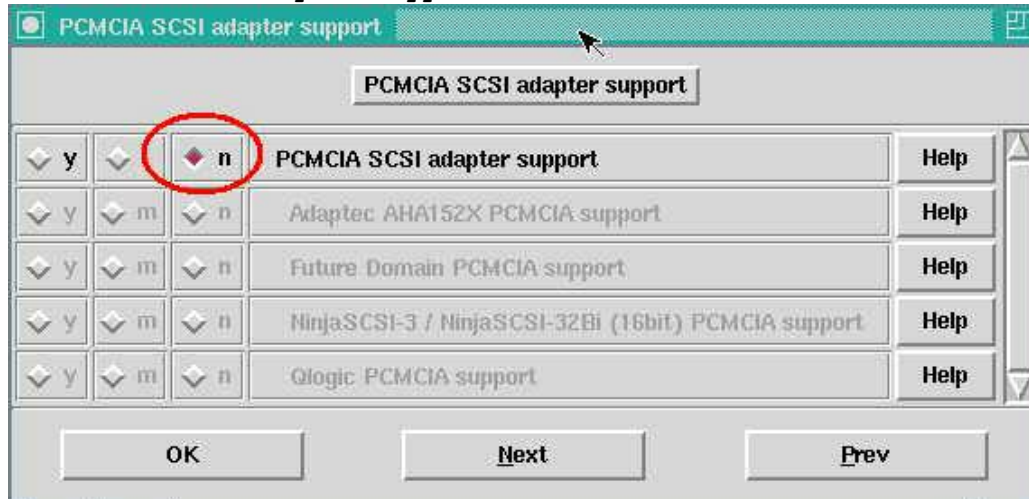 PCMCIA SCSI adapter support
PCMCIA SCSI adapter support
y n PCMCIA SCSI adapter support Help
y m n Adaptec AHA152X PCMCIA support Help
y m n Future Domain PCMCIA support Help
y m n NinjaSCSI-3 / NinjaSCSI-32Bi (16bit) PCMCIA support Help
y m n Qlogic PCMCIA support Help
OK Next Prev